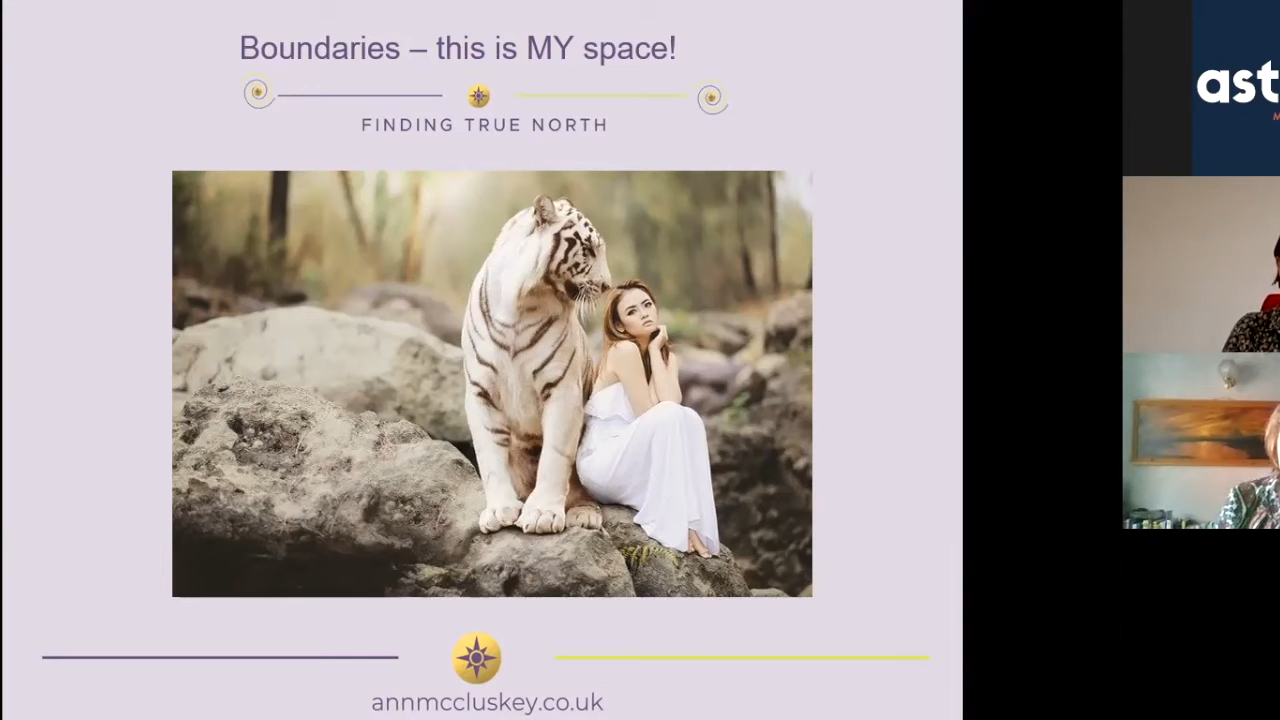 Boundaries – this is MY space!
FINDING TRUE NORTH
annmccluskey.co.uk
ast
M